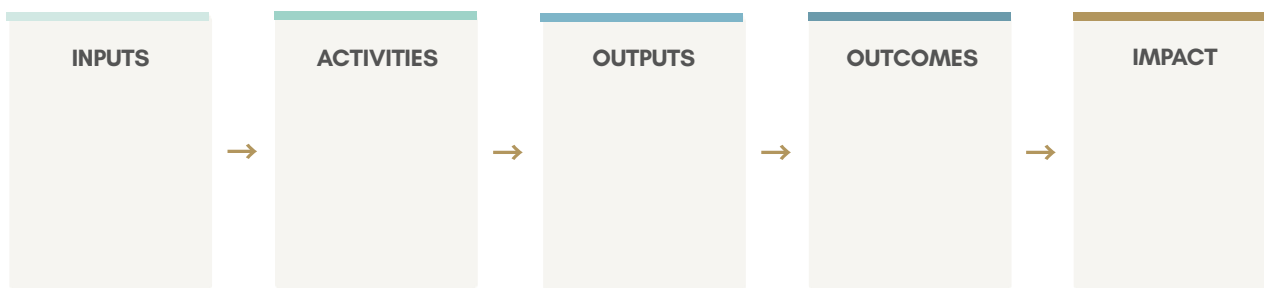 INPUTS
ACTIVITIES
OUTPUTS
OUTCOMES
IMPACT